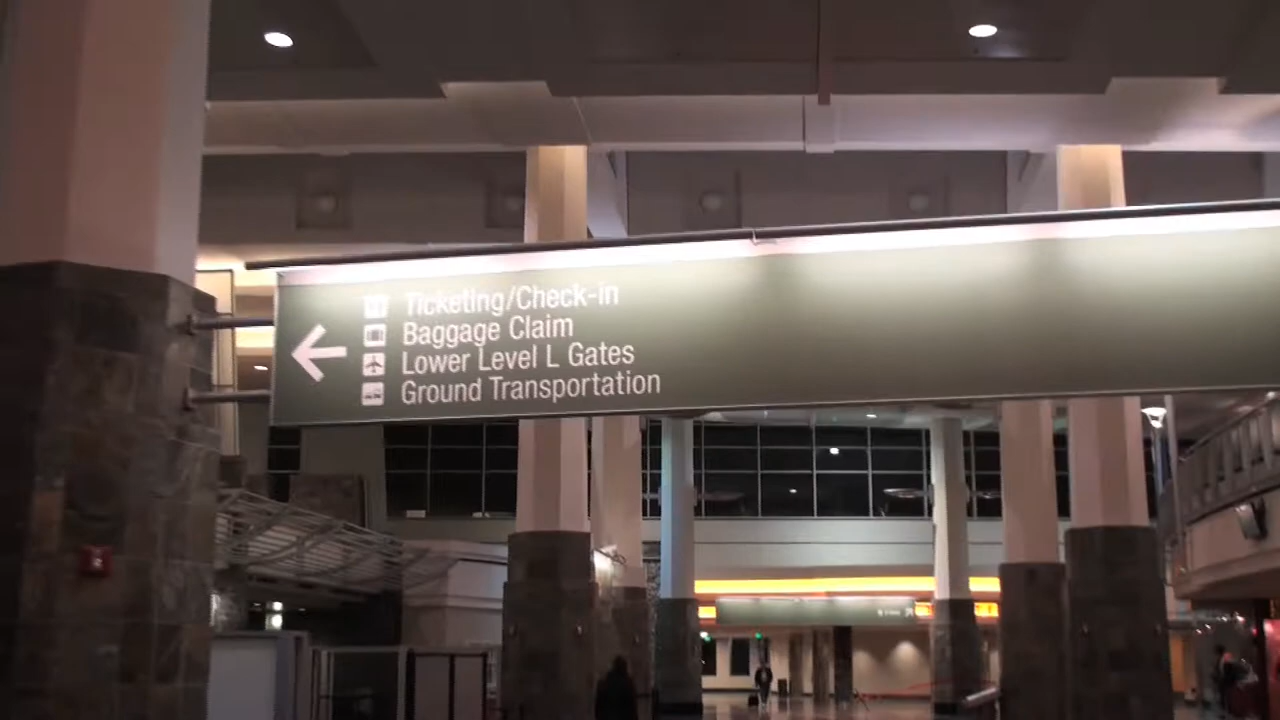 Ticketing/Check-in
Baggage Claim
Lower Level L Gates
Ground Transportation